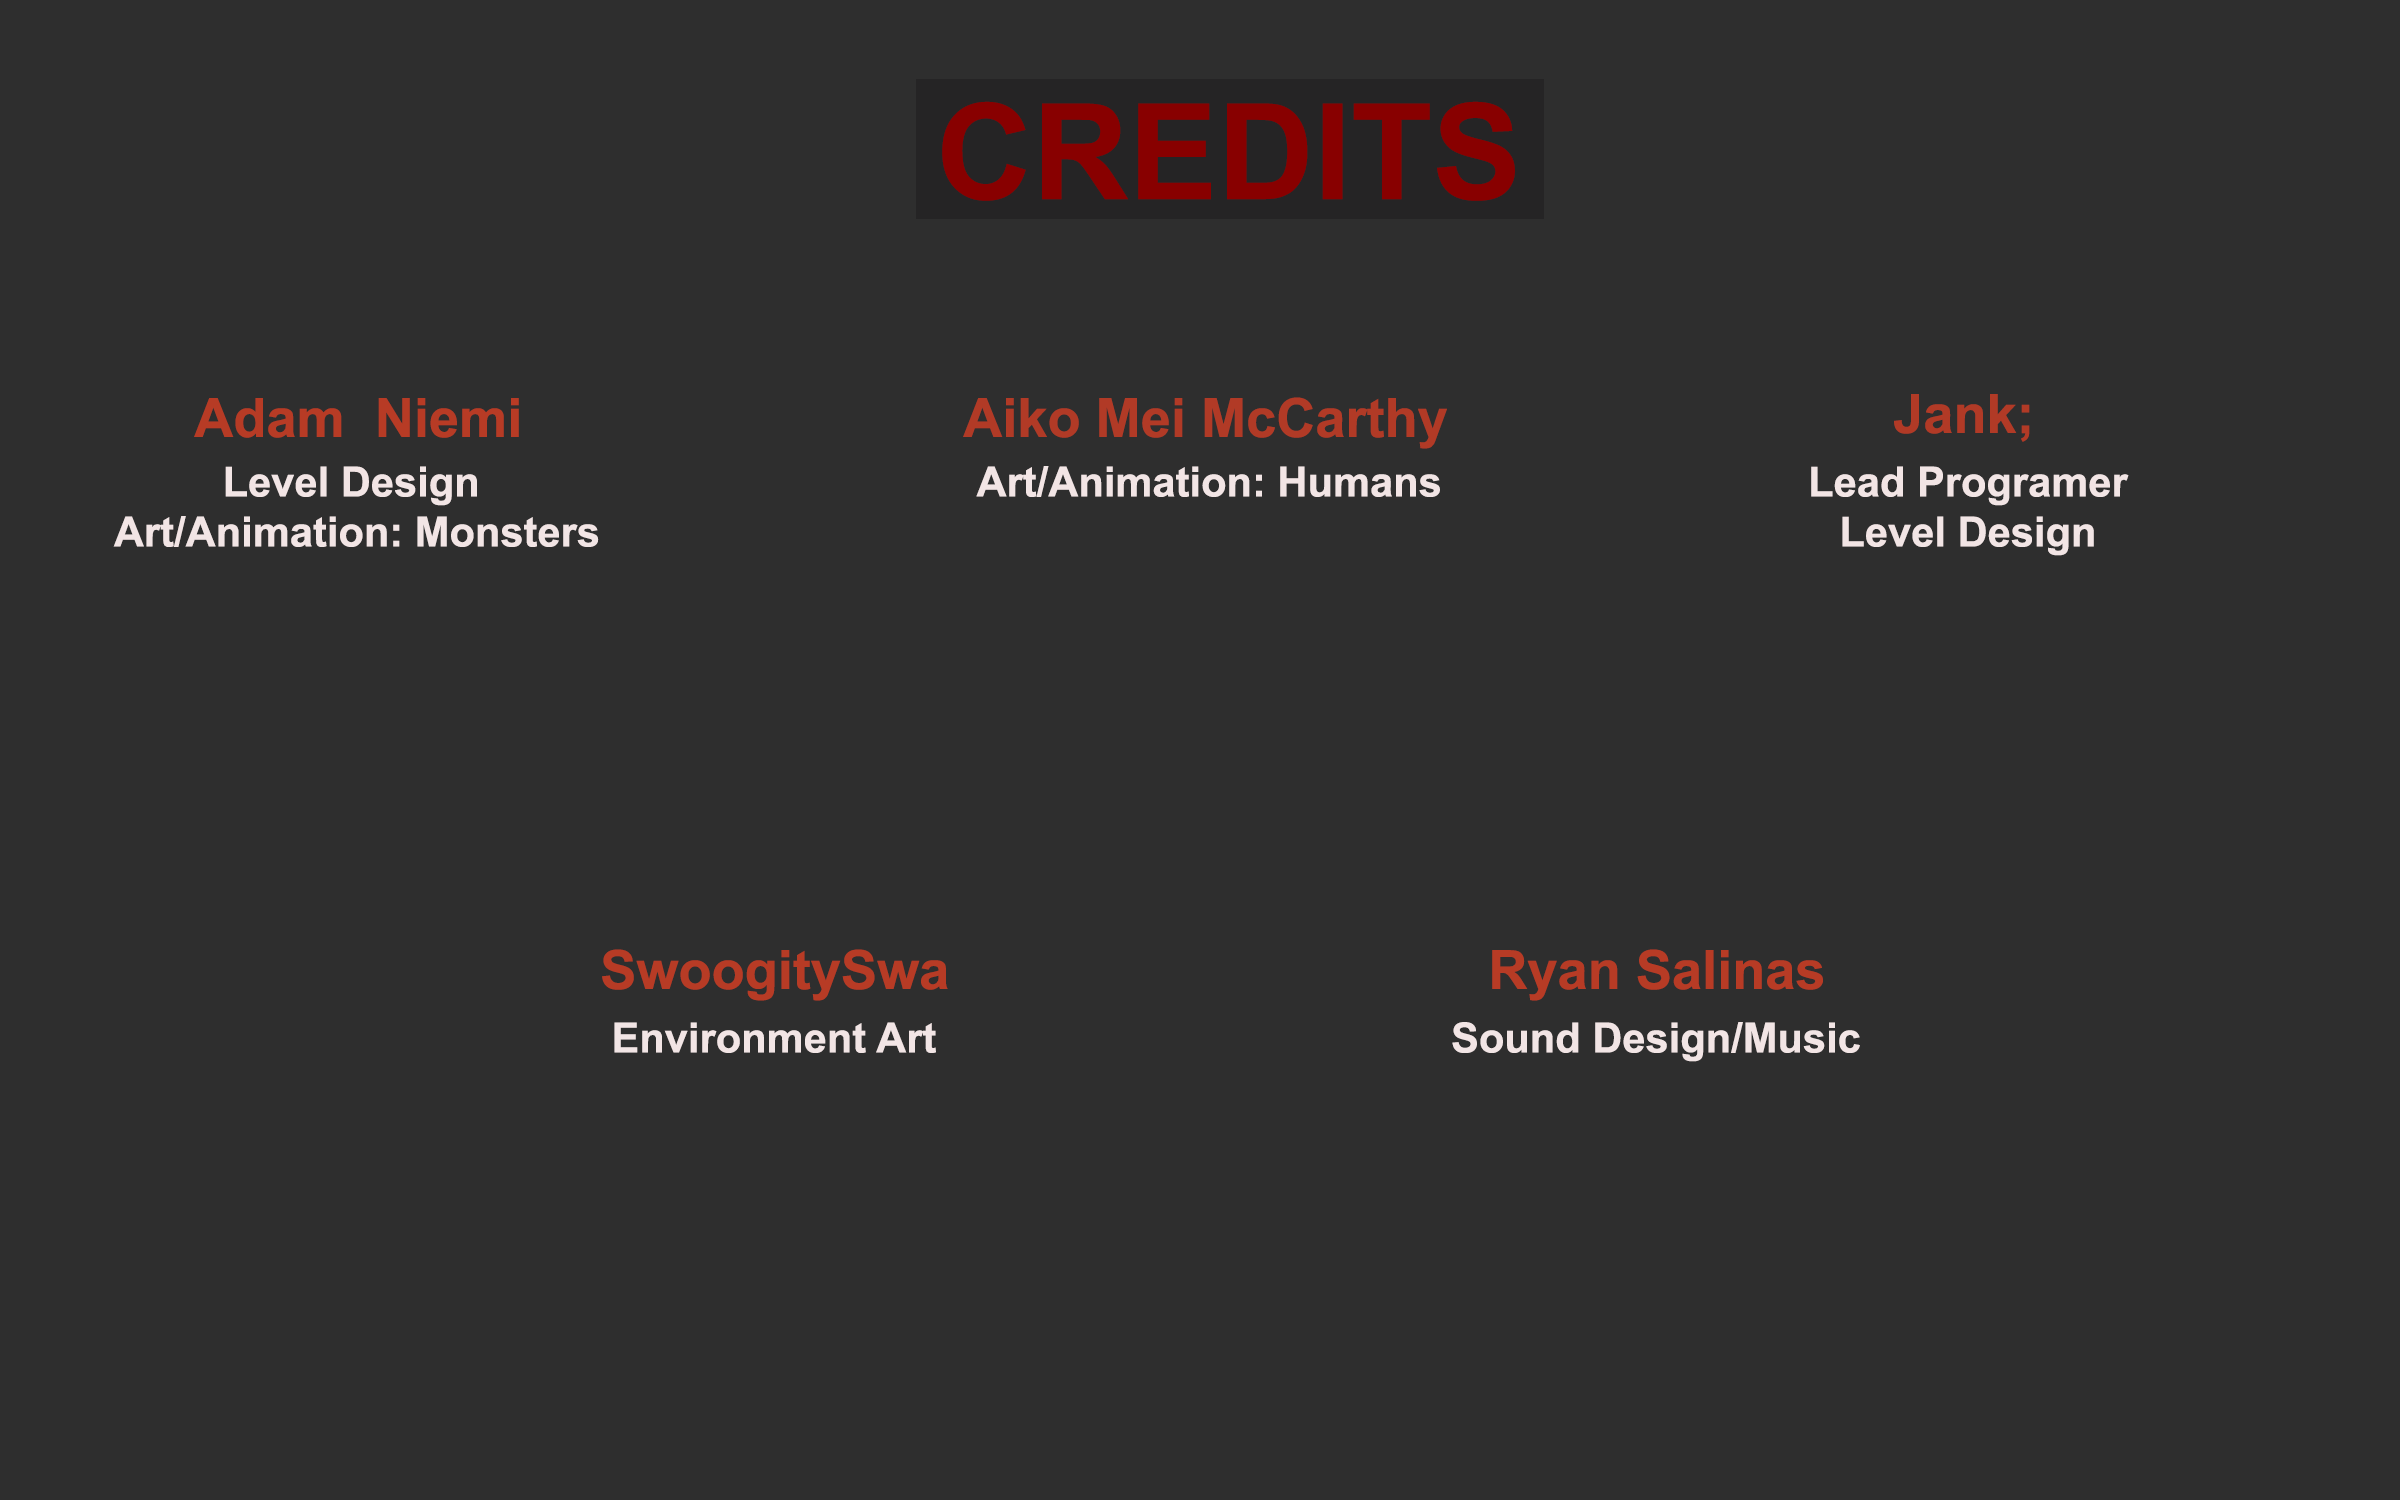 CREDITS
Adam  Niemi
Level Design
Art/Animation: Monsters
Aiko Mei McCarthy
Art/Animation: Humans
Jank;
Lead Programer
Level Design
SwoogitySwa
Environment Art
Ryan Salinas
Sound Design/Music